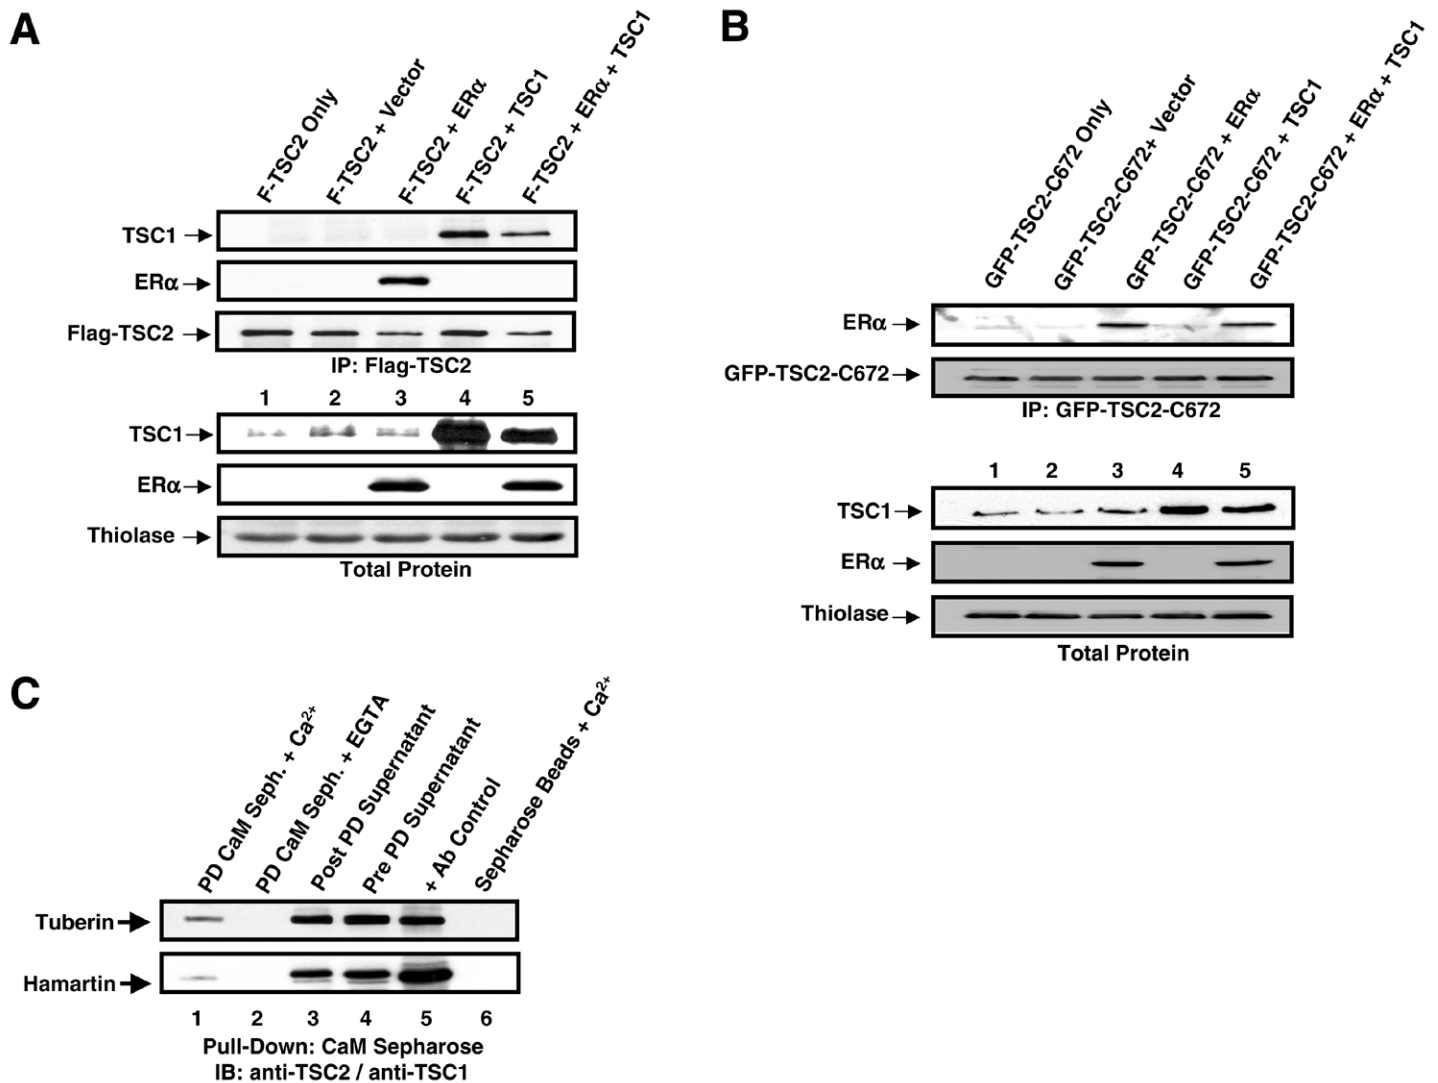 A
F-TSC2 Only
F-TSC2 + Vector
F-TSC2 + ERα
F-TSC2 + TSC1
F-TSC2 + ERα + TSC1
TSC1
ERα
Flag-TSC2
IP: Flag-TSC2
1 2 3 4 5
TSC1
ERα
Thiolase
Total Protein
B
GFP-TSC2-C672 Only
GFP-TSC2-C672+ Vector
GFP-TSC2-C672 + ERα
GFP-TSC2-C672 + TSC1
GFP-TSC2-C672 + ERα + TSC1
ERα
GFP-TSC2-C672
IP: GFP-TSC2-C672
1 2 3 4 5
TSC1
ERα
Thiolase
Total Protein
C
PD CaM Seph. + Ca²⁺
PD CaM Seph. + EGTA
Post PD Supernatant
Pre PD Supernatant
+ Ab Control
Sepharose Beads + Ca²⁺
Tuberin
Hamartin
1 2 3 4 5 6
Pull-Down: CaM Sepharose
IB: anti-TSC2 / anti-TSC1